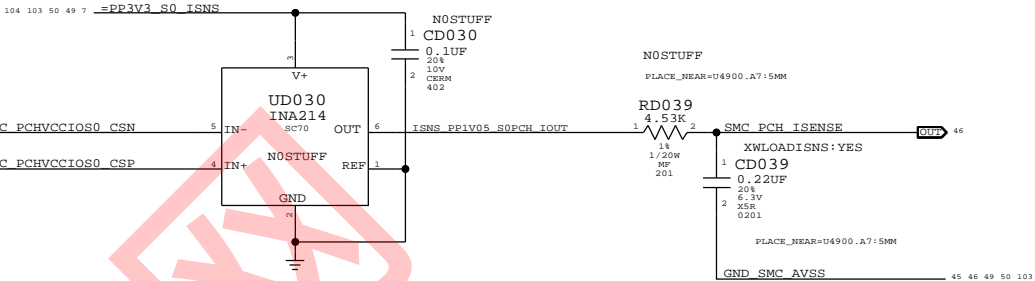 104 103 50 49 7 =PP3V3_S0_ISNS
N0STUFF
1 CD030
0.1UF
20%
10V
2 CERM
402
3
V+
UD030
INA214
SC70
N0STUFF
C_PCHVCCIOS0_CSN 5 IN-
C_PCHVCCIOS0_CSP 4 IN+
OUT 6 ISNS_PP1V05_S0PCH_IOUT
REF 1
GND
2
N0STUFF
PLACE_NEAR=U4900.A7:5MM
RD039
4.53K
1 2
1%
1/20W
MF
201
SMC_PCH_ISENSE OUT 46
XWLOADISNS:YES
1 CD039
0.22UF
20%
6.3V
2 X5R
0201
PLACE_NEAR=U4900.A7:5MM
GND_SMC_AVSS 45 46 49 50 103